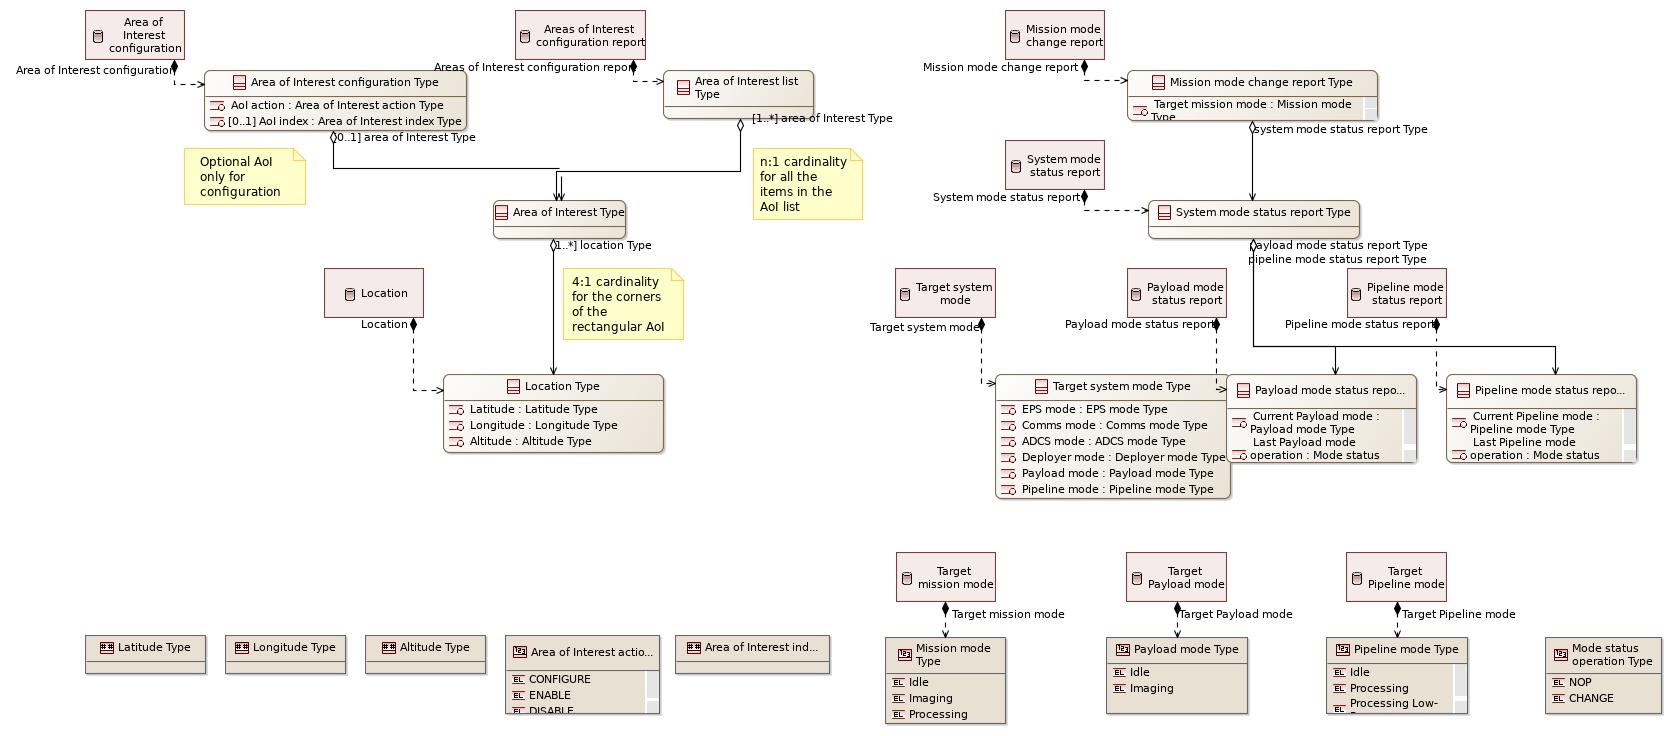 Area of
Interest
configuration
Area of Interest configuration
Area of Interest configuration Type
AoI action : Area of Interest action Type
[0..1] AoI index : Area of Interest index Type
0..1] area of Interest Type
Optional AoI
only for
configuration
Areas of Interest
configuration report
Areas of Interest configuration report
Area of Interest list
Type
[1..*] area of Interest Type
n:1 cardinality
for all the
items in the
AoI list
Area of Interest Type
1..*] location Type
4:1 cardinality
for the corners
of the
rectangular AoI
Location
Location
Location Type
Latitude : Latitude Type
Longitude : Longitude Type
Altitude : Altitude Type
Mission mode
change report
Mission mode change report
Mission mode change report Type
Target mission mode : Mission mode
Type
system mode status report Type
System mode
status report
System mode status report
System mode status report Type
payload mode status report Type
pipeline mode status report Type
Target system
mode
Target system mode
Target system mode Type
EPS mode : EPS mode Type
Comms mode : Comms mode Type
ADCS mode : ADCS mode Type
Deployer mode : Deployer mode Type
Payload mode : Payload mode Type
Pipeline mode : Pipeline mode Type
Payload mode
status report
Payload mode status report
Payload mode status repo...
Current Payload mode :
Payload mode Type
Last Payload mode
operation : Mode status
Pipeline mode
status report
Pipeline mode status report
Pipeline mode status repo...
Current Pipeline mode :
Pipeline mode Type
Last Pipeline mode
operation : Mode status
Latitude Type
Longitude Type
Altitude Type
Area of Interest actio...
CONFIGURE
ENABLE
DISABLE
Area of Interest ind...
Target
mission mode
Target mission mode
Mission mode
Type
Idle
Imaging
Processing
Target
Payload mode
Target Payload mode
Payload mode Type
Idle
Imaging
Target
Pipeline mode
Target Pipeline mode
Pipeline mode Type
Idle
Processing
Processing Low-
Mode status
operation Type
NOP
CHANGE